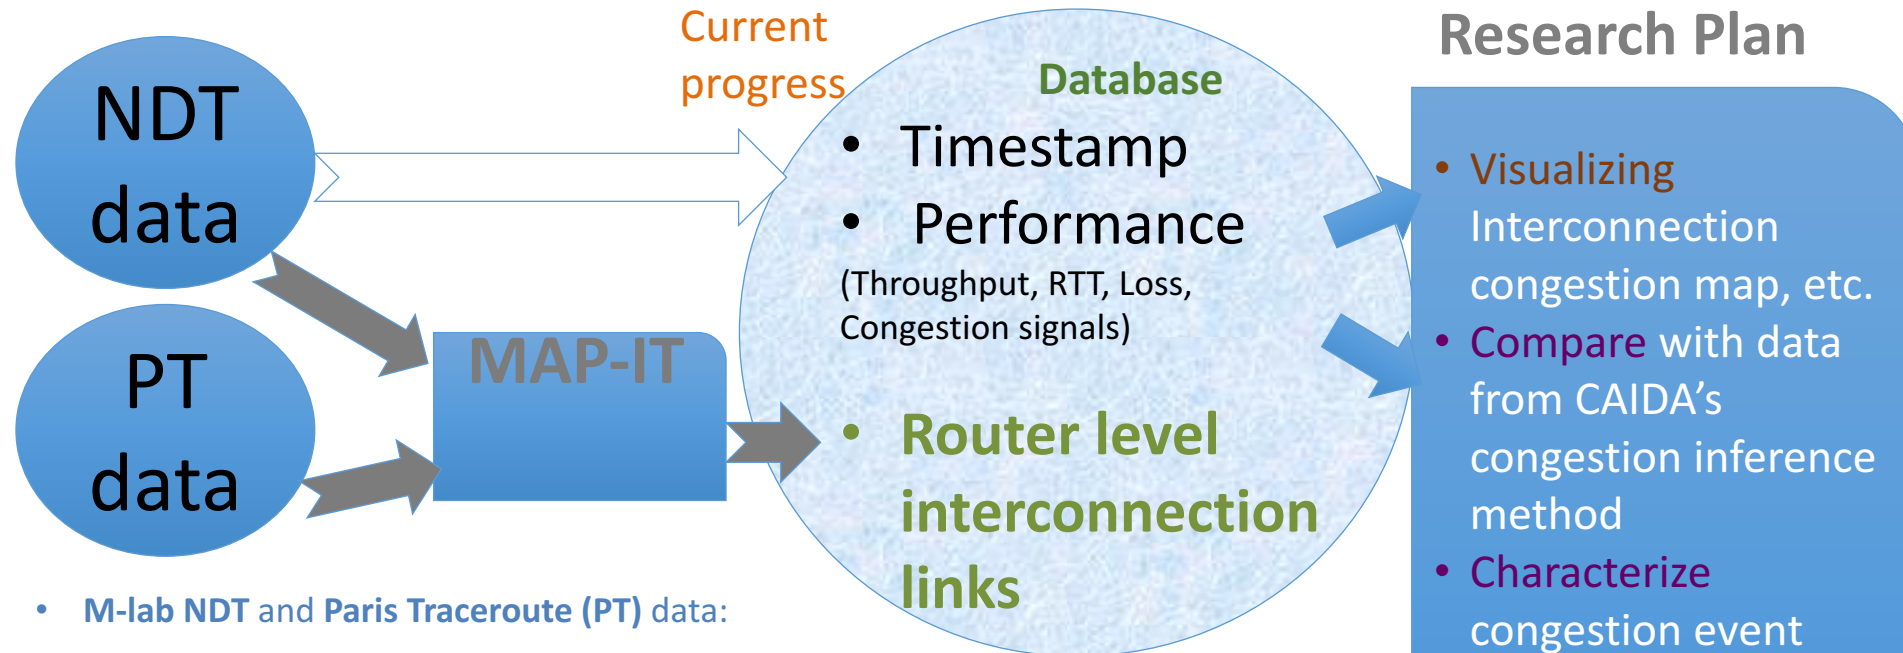 NDT
data
PT
data
Current
progress
MAP-IT
Database
• Timestamp
• Performance
(Throughput, RTT, Loss,
Congestion signals)
• Router level
interconnection
links
Research Plan
• Visualizing
Interconnection
congestion map, etc.
• Compare with data
from CAIDA’s
congestion inference
method
• Characterize
congestion event
• M-lab NDT and Paris Traceroute (PT) data: